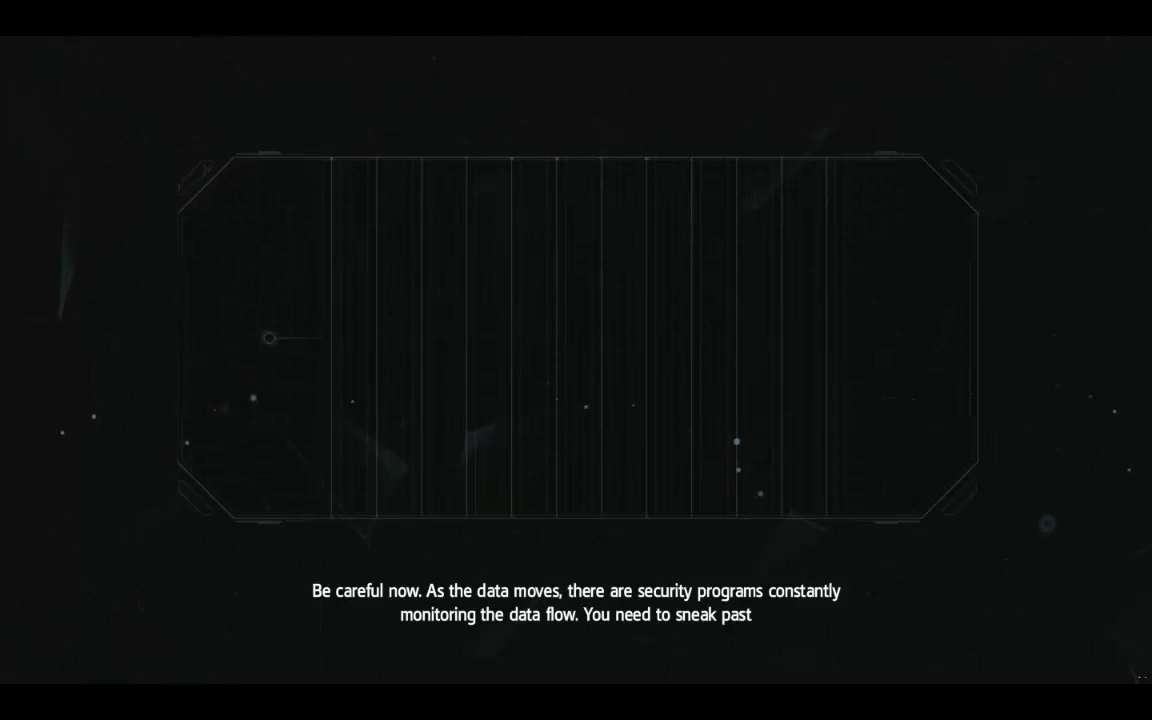 Be careful now. As the data moves, there are security programs constantly
monitoring the data flow. You need to sneak past